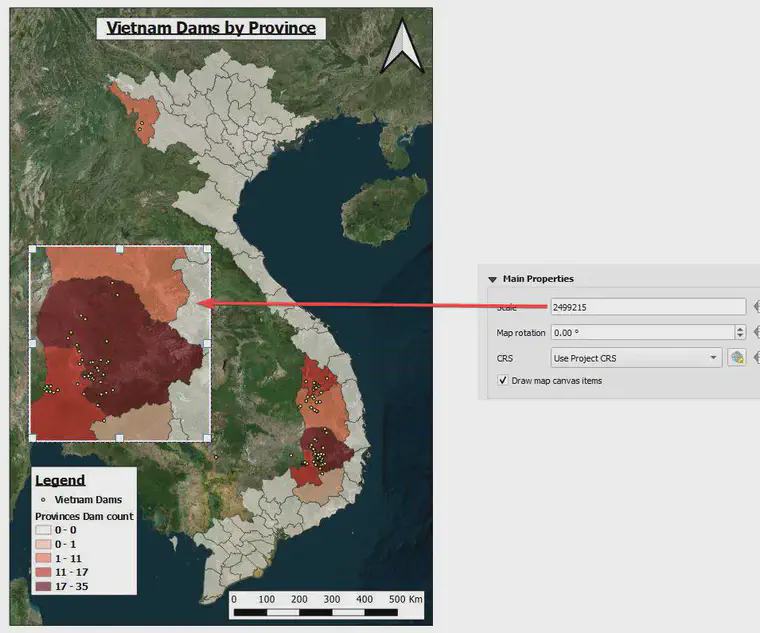 Vietnam Dams by Province
Main Properties
Scale 2499215
Map rotation 0.00 °
CRS Use Project CRS
Draw map canvas items
Legend
Vietnam Dams
Provinces Dam count
0 - 0
0 - 1
1 - 11
11 - 17
17 - 35
0 100 200 300 400 500 Km